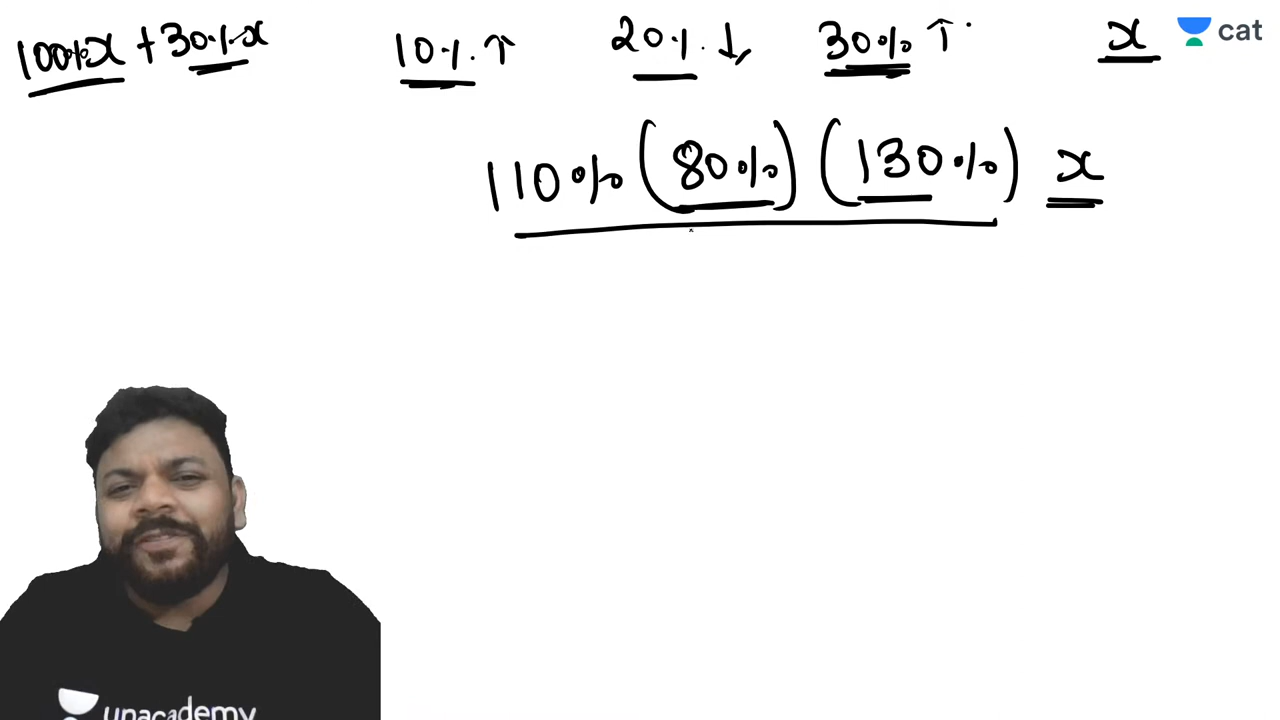 100%x + 30%x 10% ↑ 20% ↓ 30% ↑ x cat
110% (80%) (130%) x
unacademy